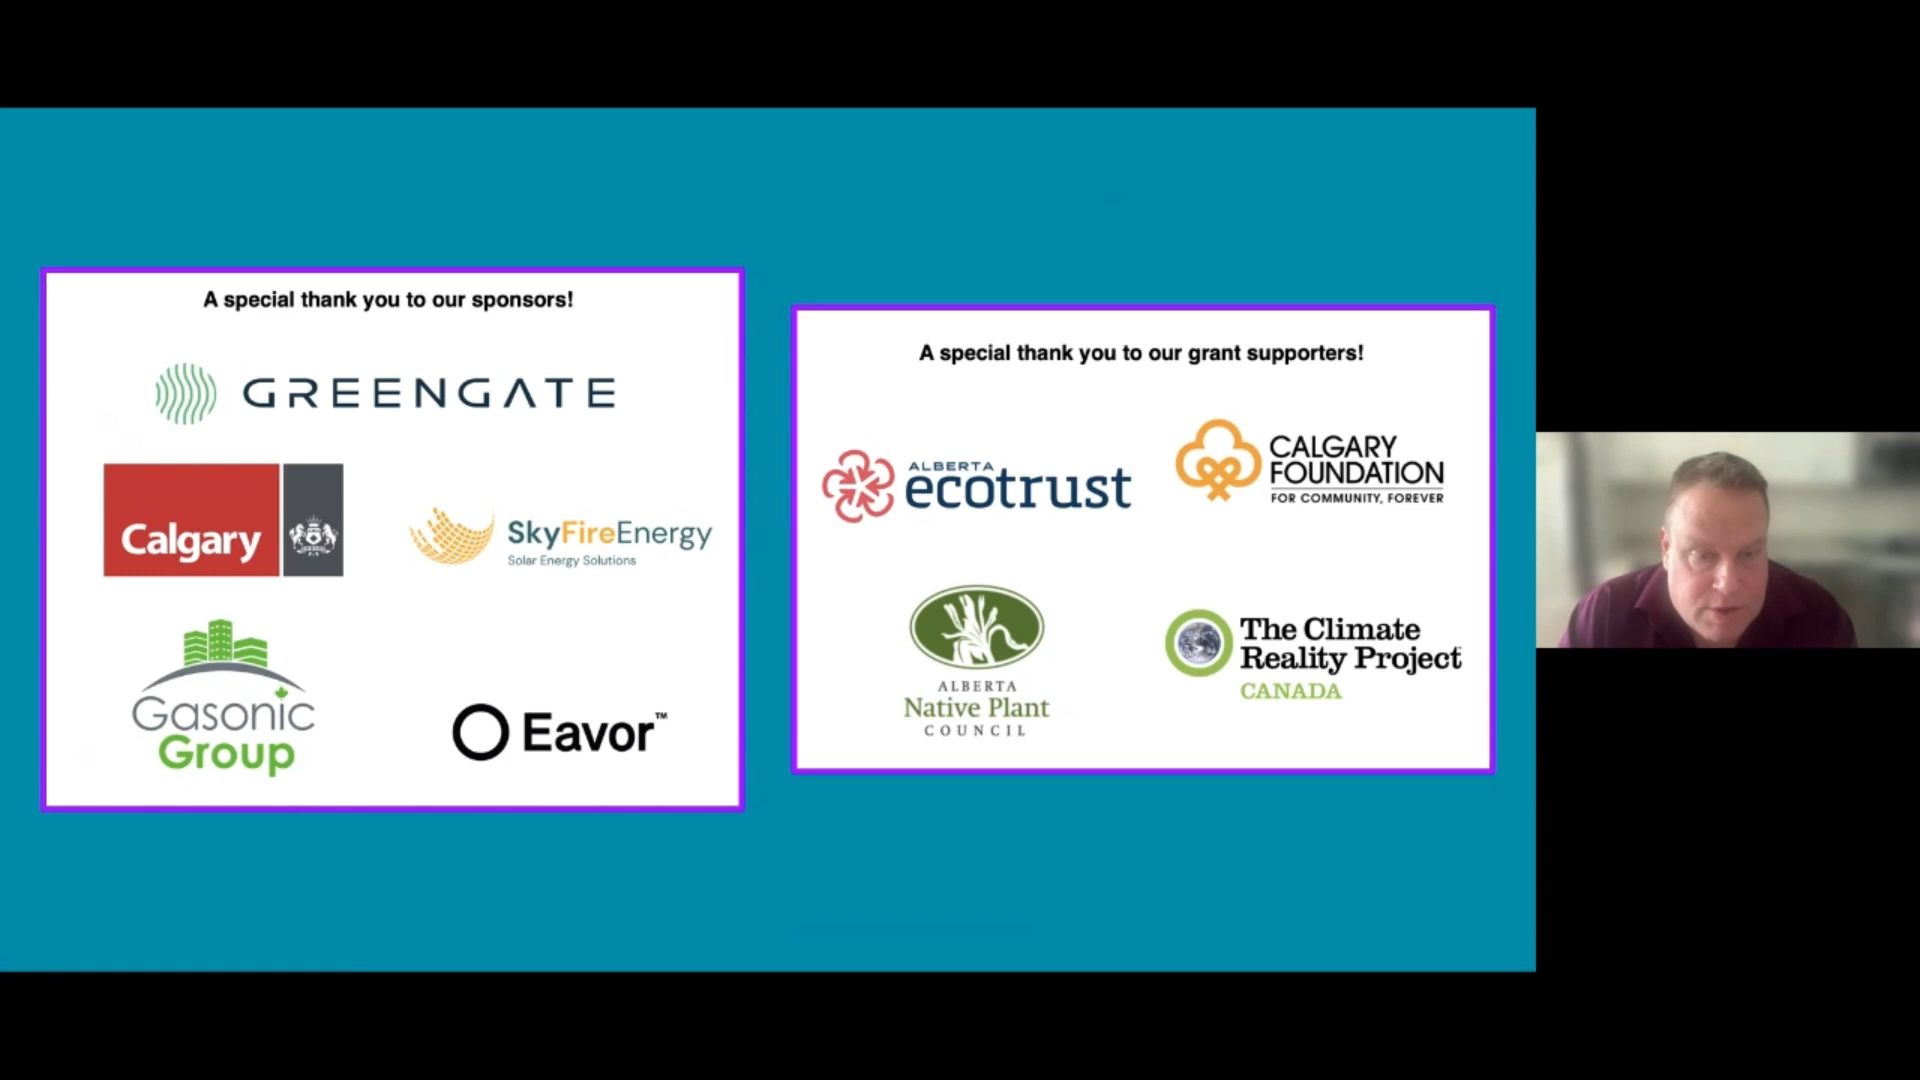 A special thank you to our sponsors!
GREENGATE
Calgary
SkyFireEnergy
Solar Energy Solutions
Gasonic
Group
Eavor™
A special thank you to our grant supporters!
ALBERTA
ecotrust
CALGARY
FOUNDATION
FOR COMMUNITY, FOREVER
ALBERTA
Native Plant
COUNCIL
The Climate
Reality Project
CANADA